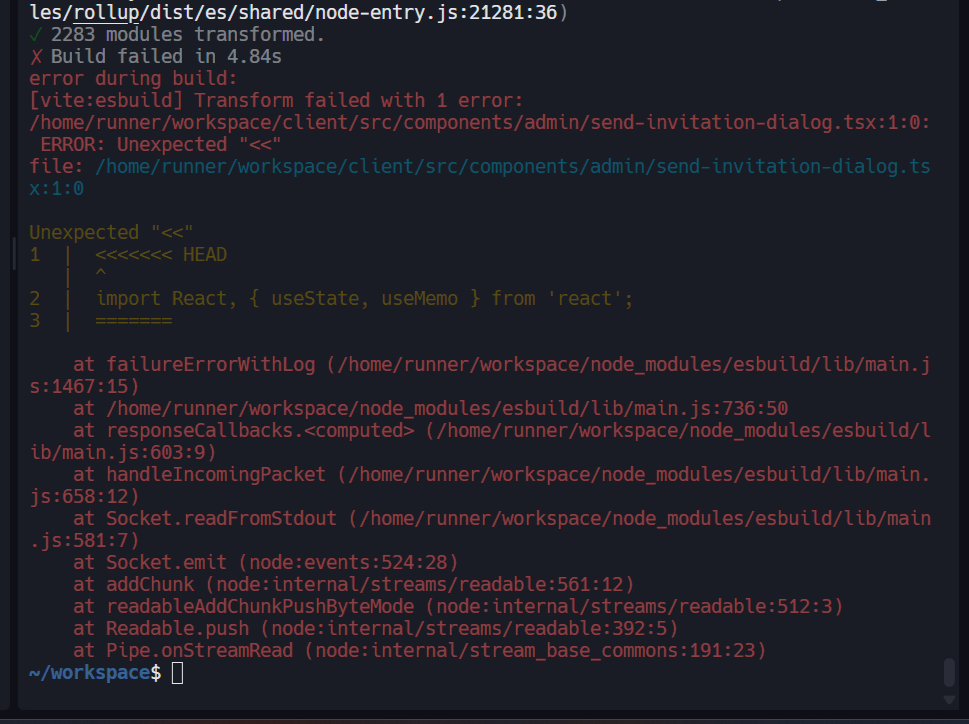 les/rollup/dist/es/shared/node-entry.js:21281:36)
✓ 2283 modules transformed.
✗ Build failed in 4.84s
error during build:
[vite:esbuild] Transform failed with 1 error:
/home/runner/workspace/client/src/components/admin/send-invitation-dialog.tsx:1:0:
 ERROR: Unexpected "<<"
file: /home/runner/workspace/client/src/components/admin/send-invitation-dialog.ts
x:1:0
Unexpected "<<"
1  |  <<<<<<< HEAD
   |  ^
2  |  import React, { useState, useMemo } from 'react';
3  |  =======
    at failureErrorWithLog (/home/runner/workspace/node_modules/esbuild/lib/main.j
s:1467:15)
    at /home/runner/workspace/node_modules/esbuild/lib/main.js:736:50
    at responseCallbacks.<computed> (/home/runner/workspace/node_modules/esbuild/l
ib/main.js:603:9)
    at handleIncomingPacket (/home/runner/workspace/node_modules/esbuild/lib/main.
js:658:12)
    at Socket.readFromStdout (/home/runner/workspace/node_modules/esbuild/lib/main
.js:581:7)
    at Socket.emit (node:events:524:28)
    at addChunk (node:internal/streams/readable:561:12)
    at readableAddChunkPushByteMode (node:internal/streams/readable:512:3)
    at Readable.push (node:internal/streams/readable:392:5)
    at Pipe.onStreamRead (node:internal/stream_base_commons:191:23)
~/workspace$